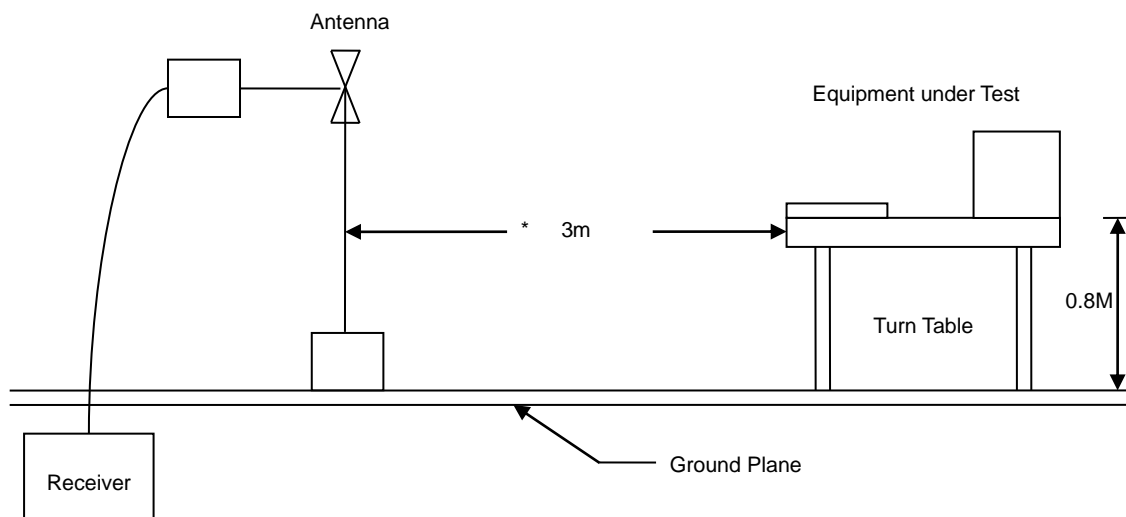 Antenna
Equipment under Test
* 3m
0.8M
Turn Table
Ground Plane
Receiver